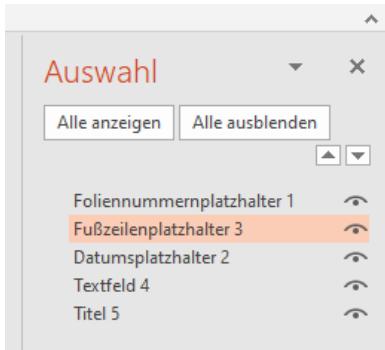 Auswahl
Alle anzeigen Alle ausblenden
Foliennummernplatzhalter 1
Fußzeilenplatzhalter 3
Datumsplatzhalter 2
Textfeld 4
Titel 5